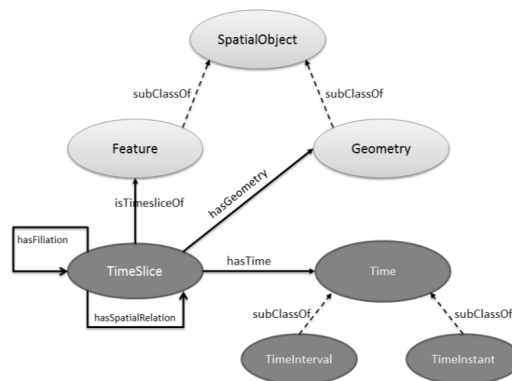 SpatialObject
subClassOf
subClassOf
Feature
Geometry
isTimesliceOf
hasGeometry
hasFiliation
TimeSlice
hasTime
Time
hasSpatialRelation
subClassOf
subClassOf
TimeInterval
TimeInstant